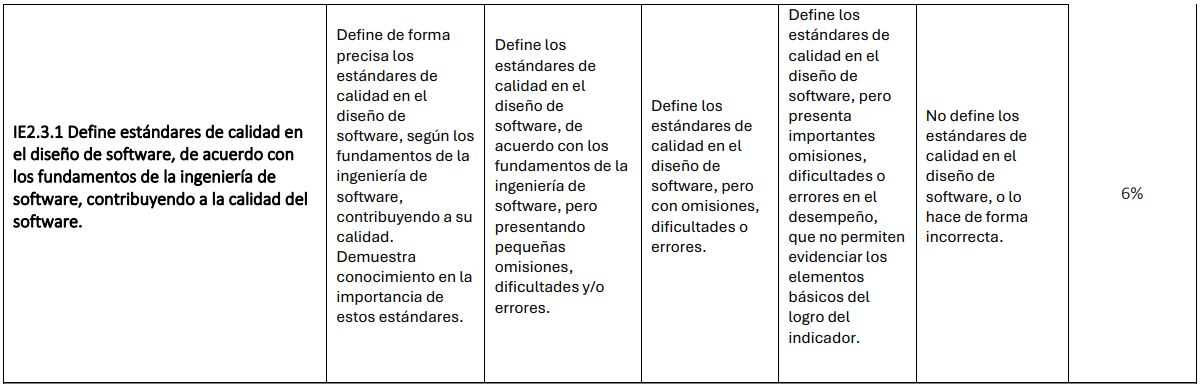 IE2.3.1 Define estándares de calidad en
el diseño de software, de acuerdo con
los fundamentos de la ingeniería de
software, contribuyendo a la calidad del
software.
Define de forma
precisa los
estándares de
calidad en el
diseño de
software, según los
fundamentos de la
ingeniería de
software,
contribuyendo a su
calidad.
Demuestra
conocimiento en la
importancia de
estos estándares.
Define los
estándares de
calidad en el
diseño de
software, de
acuerdo con los
fundamentos de la
ingeniería de
software, pero
presentando
pequeñas
omisiones,
dificultades y/o
errores.
Define los
estándares de
calidad en el
diseño de
software, pero
con omisiones,
dificultades o
errores.
Define los
estándares de
calidad en el
diseño de
software, pero
presenta
importantes
omisiones,
dificultades o
errores en el
desempeño,
que no permiten
evidenciar los
elementos
básicos del
logro del
indicador.
No define los
estándares de
calidad en el
diseño de
software, o lo
hace de forma
incorrecta.
6%